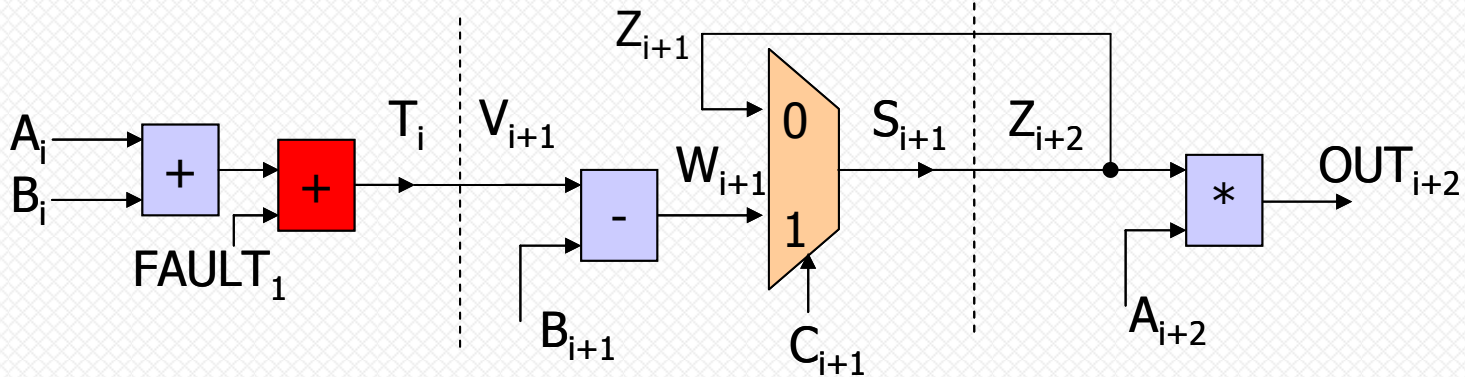 Z_{i+1}
A_i
B_i
+
+
FAULT_1
T_i
V_{i+1}
-
B_{i+1}
W_{i+1}
0
1
C_{i+1}
S_{i+1}
Z_{i+2}
*
A_{i+2}
OUT_{i+2}